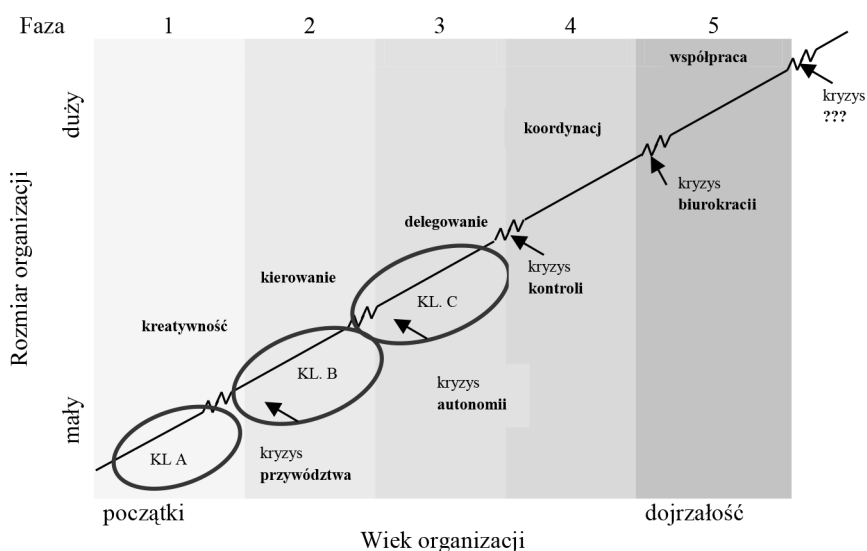 Faza 1 2 3 4 5
współpraca
kryzys
???
duży
koordynacj
kryzys
biurokracji
delegowanie
kryzys
kontroli
kierowanie
KL. C
Rozmiar organizacji
kreatywność
KL. B
kryzys
autonomii
mały
KL A
kryzys
przywództwa
początki dojrzałość
Wiek organizacji